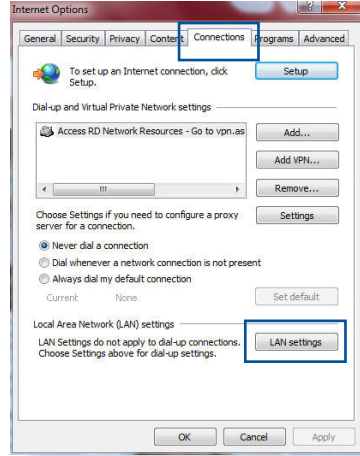 Internet Options
General Security Privacy Content Connections Programs Advanced
To set up an Internet connection, click
Setup.
Setup
Dial-up and Virtual Private Network settings
Access RD Network Resources - Go to vpn.as
Add...
Add VPN...
Remove...
Choose Settings if you need to configure a proxy
server for a connection.
Settings
Never dial a connection
Dial whenever a network connection is not present
Always dial my default connection
Current None
Set default
Local Area Network (LAN) settings
LAN Settings do not apply to dial-up connections.
Choose Settings above for dial-up settings.
LAN settings
OK Cancel Apply